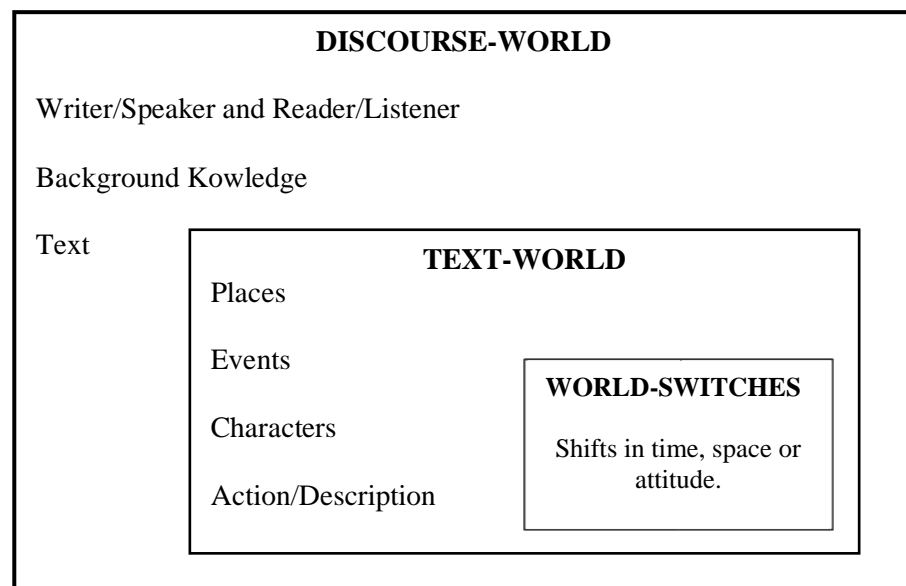 DISCOURSE-WORLD
Writer/Speaker and Reader/Listener
Background Kowledge
Text
TEXT-WORLD
Places
Events
WORLD-SWITCHES
Characters
Shifts in time, space or
attitude.
Action/Description